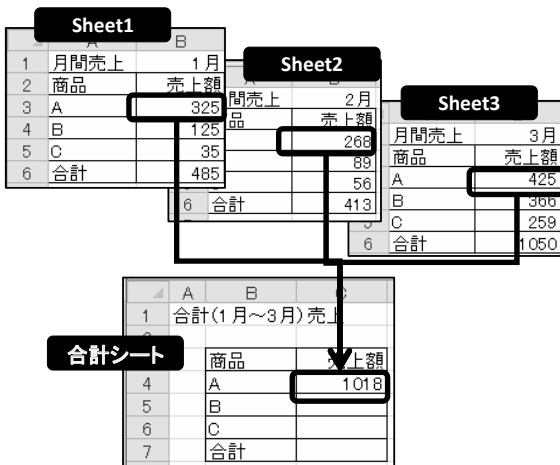 Sheet1
A B
1 月間売上 1月
2 商品 売上額
3 A 325
4 B 125
5 C 35
6 合計 485
Sheet2
間売上 2月
品 売上額
268
89
56
6 合計 413
Sheet3
月間売上 3月
商品 売上額
A 425
B 366
C 259
6 合計 1050
合計シート
A B C
1 合計(1月～3月)売上
商品 売上額
4 A 1018
5 B
6 C
7 合計